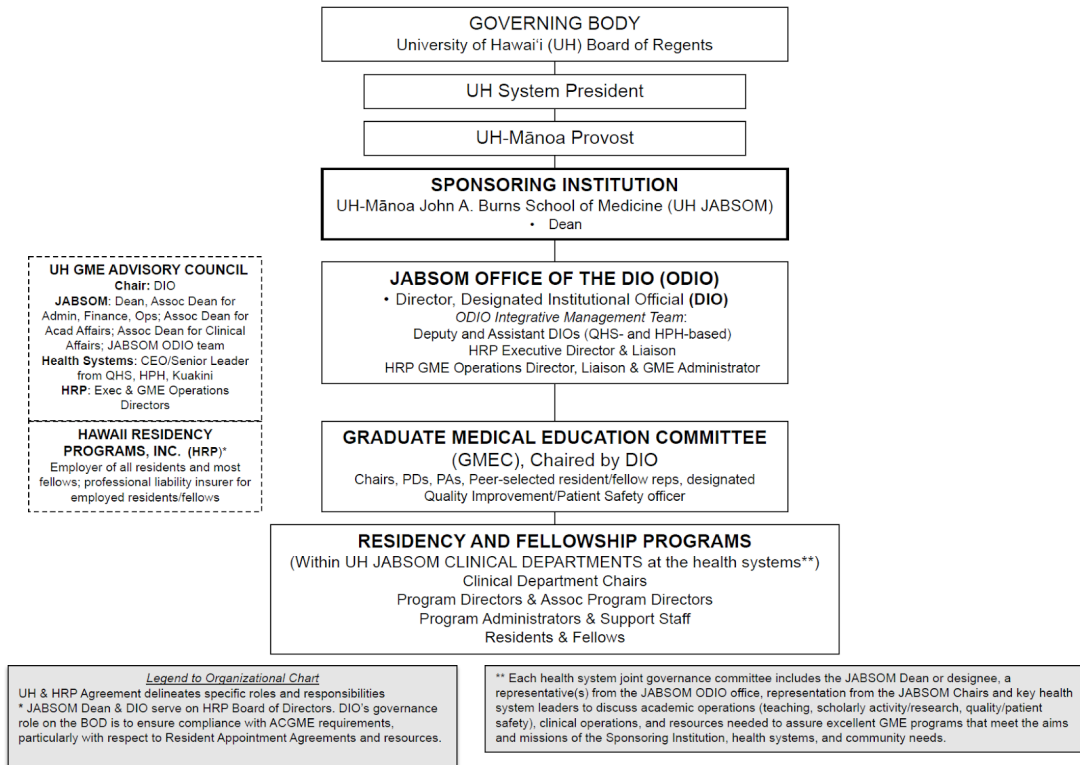 GOVERNING BODY
University of Hawaiʻi (UH) Board of Regents
UH System President
UH-Mānoa Provost
SPONSORING INSTITUTION
UH-Mānoa John A. Burns School of Medicine (UH JABSOM)
• Dean
UH GME ADVISORY COUNCIL
Chair: DIO
JABSOM: Dean, Assoc Dean for
Admin, Finance, Ops; Assoc Dean for
Acad Affairs; Assoc Dean for Clinical
Affairs; JABSOM ODIO team
Health Systems: CEO/Senior Leader
from QHS, HPH, Kuakini
HRP: Exec & GME Operations
Directors
HAWAII RESIDENCY
PROGRAMS, INC. (HRP)*
Employer of all residents and most
fellows; professional liability insurer for
employed residents/fellows
JABSOM OFFICE OF THE DIO (ODIO)
• Director, Designated Institutional Official (DIO)
ODIO Integrative Management Team:
Deputy and Assistant DIOs (QHS- and HPH-based)
HRP Executive Director & Liaison
HRP GME Operations Director, Liaison & GME Administrator
GRADUATE MEDICAL EDUCATION COMMITTEE
(GMEC), Chaired by DIO
Chairs, PDs, PAs, Peer-selected resident/fellow reps, designated
Quality Improvement/Patient Safety officer
RESIDENCY AND FELLOWSHIP PROGRAMS
(Within UH JABSOM CLINICAL DEPARTMENTS at the health systems**)
Clinical Department Chairs
Program Directors & Assoc Program Directors
Program Administrators & Support Staff
Residents & Fellows
Legend to Organizational Chart
UH & HRP Agreement delineates specific roles and responsibilities
* JABSOM Dean & DIO serve on HRP Board of Directors. DIO's governance
role on the BOD is to ensure compliance with ACGME requirements,
particularly with respect to Resident Appointment Agreements and resources.
** Each health system joint governance committee includes the JABSOM Dean or designee, a
representative(s) from the JABSOM ODIO office, representation from the JABSOM Chairs and key health
system leaders to discuss academic operations (teaching, scholarly activity/research, quality/patient
safety), clinical operations, and resources needed to assure excellent GME programs that meet the aims
and missions of the Sponsoring Institution, health systems, and community needs.